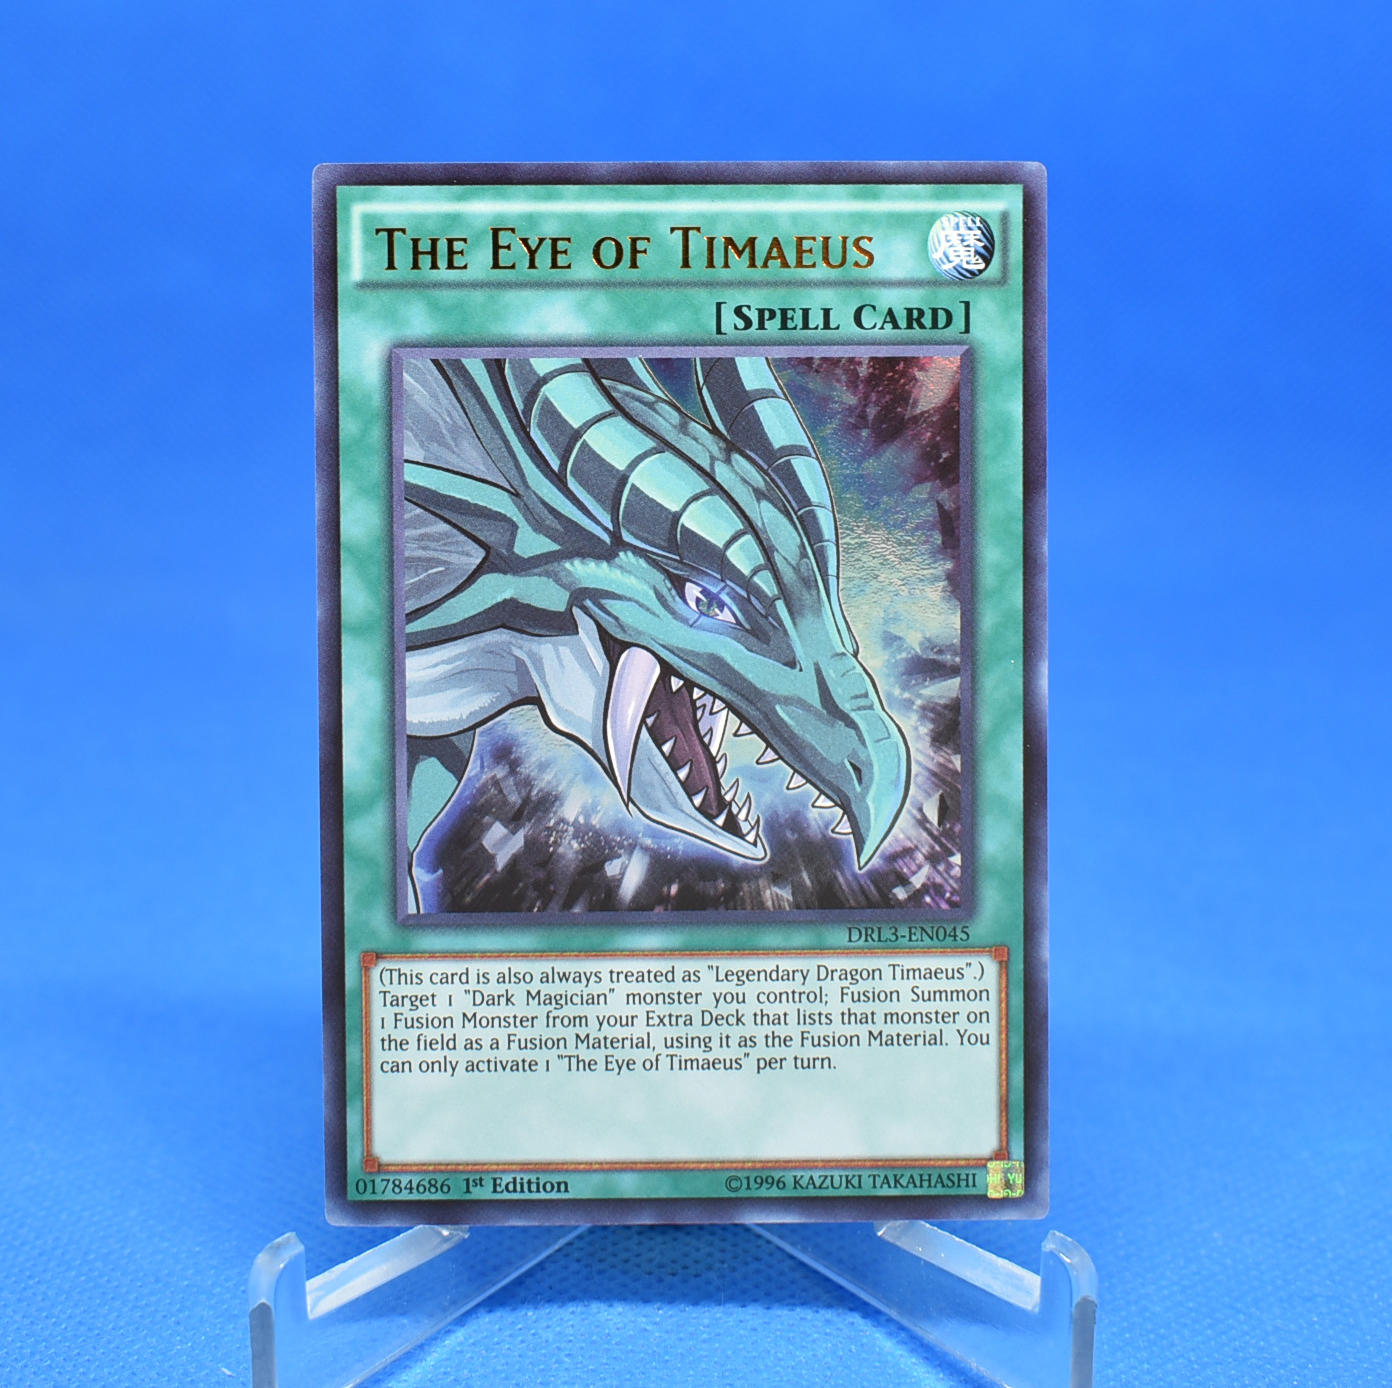 THE EYE OF TIMAEUS
SPELL
魔
[SPELL CARD]
DRL3-EN045
(This card is also always treated as "Legendary Dragon Timaeus".)
Target 1 "Dark Magician" monster you control; Fusion Summon
1 Fusion Monster from your Extra Deck that lists that monster on
the field as a Fusion Material, using it as the Fusion Material. You
can only activate 1 "The Eye of Timaeus" per turn.
01784686 1st Edition
©1996 KAZUKI TAKAHASHI